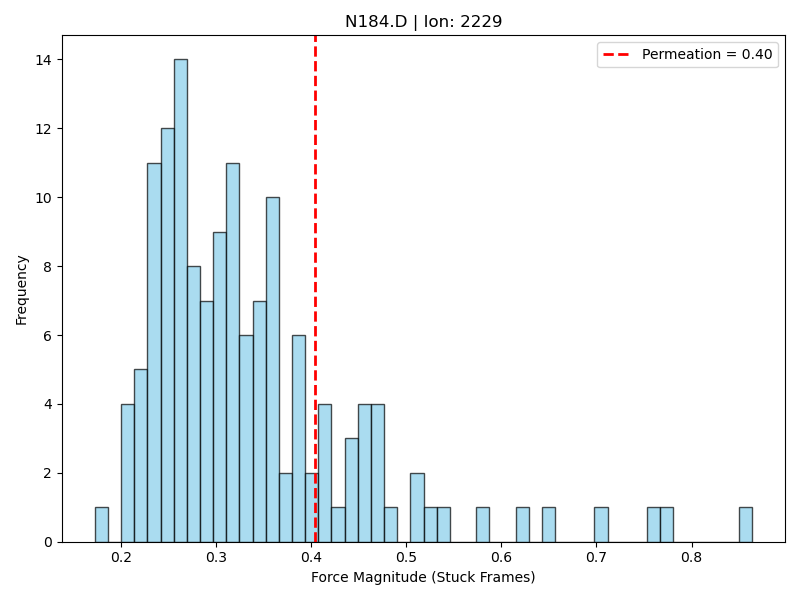 N184.D | Ion: 2229
Permeation = 0.40
Frequency
14
12
10
8
6
4
2
0
0.2 0.3 0.4 0.5 0.6 0.7 0.8
Force Magnitude (Stuck Frames)